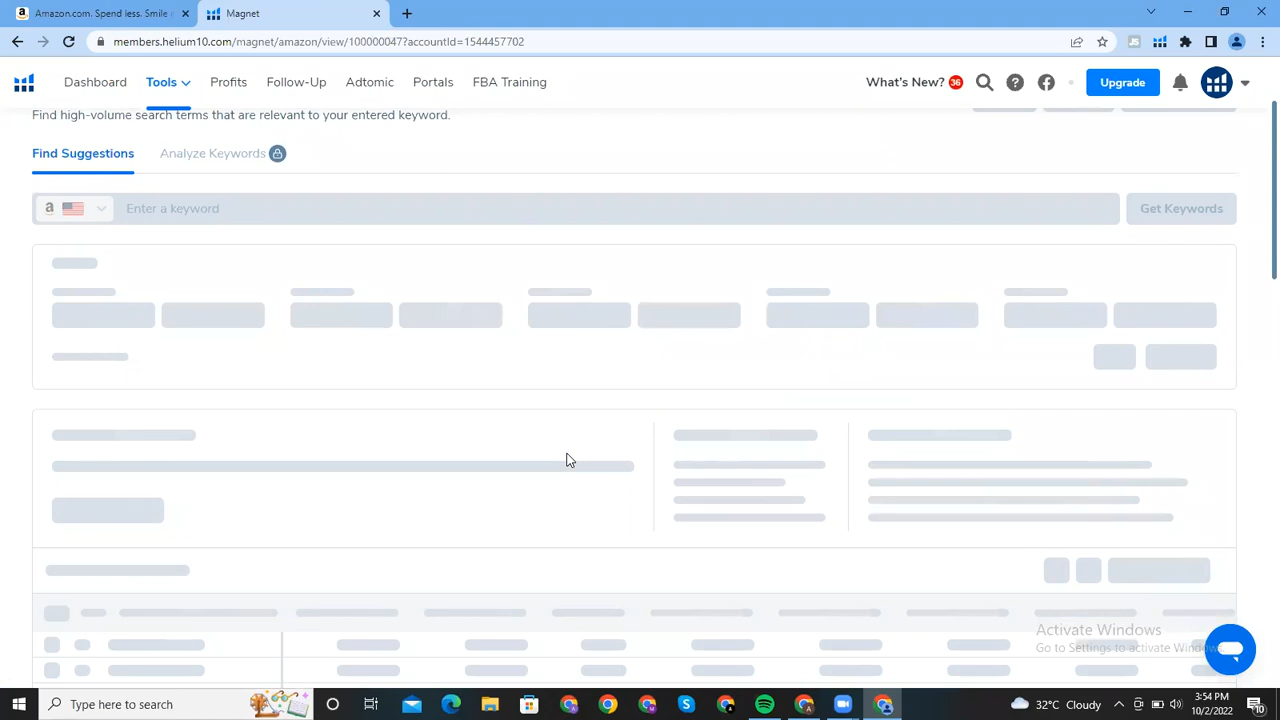 Amazon.com. Spend less. Smile
Magnet
members.helium10.com/magnet/amazon/view/100000047?accountId=1544457702
Dashboard Tools Profits Follow-Up Adtomic Portals FBA Training What's New? 36 Upgrade
Find high-volume search terms that are relevant to your entered keyword.
Find Suggestions Analyze Keywords
a Enter a keyword Get Keywords
Activate Windows
Go to Settings to activate Windows
Type here to search
32°C Cloudy
3:54 PM
10/2/2022
10